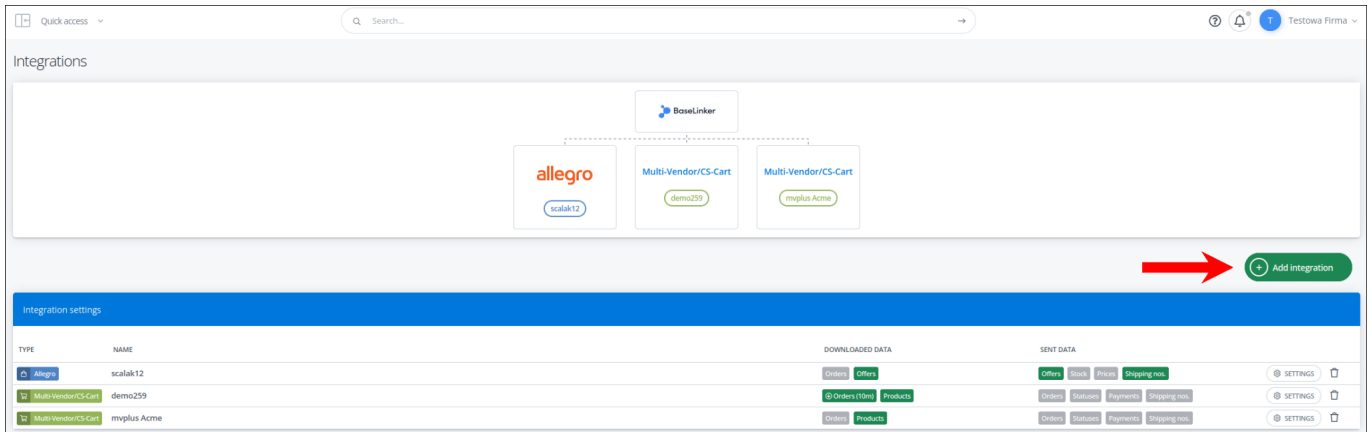 Quick access
Search...
T
Testowa Firma
Integrations
BaseLinker
allegro
scalak12
Multi-Vendor/CS-Cart
demo259
Multi-Vendor/CS-Cart
mvplus Acme
Add integration
Integration settings
TYPE NAME DOWNLOADED DATA SENT DATA
Allegro scalak12 Orders Offers Offers Stock Prices Shipping nos. SETTINGS
Multi-Vendor/CS-Cart demo259 Orders (10m) Products Orders Statuses Payments Shipping nos. SETTINGS
Multi-Vendor/CS-Cart mvplus Acme Orders Products Orders Statuses Payments Shipping nos. SETTINGS